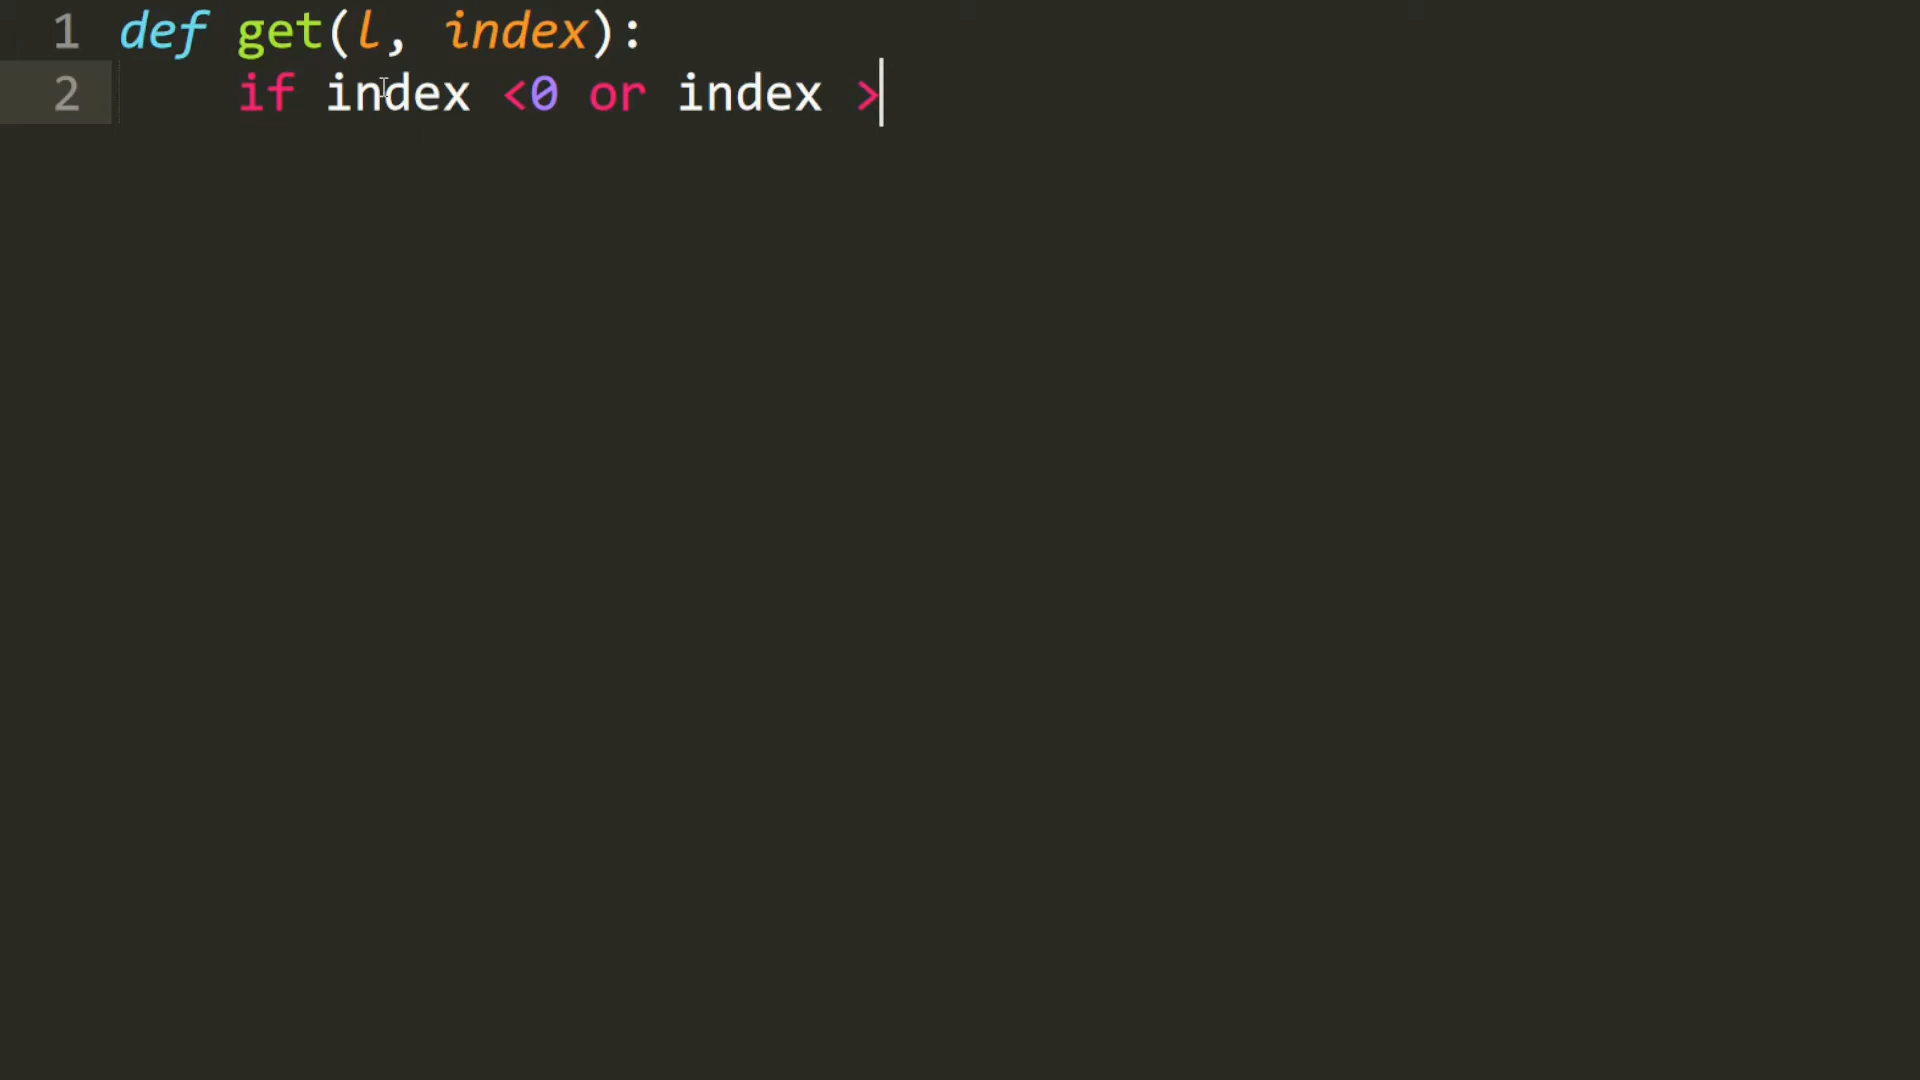 1 def get(l, index):
2 if index <0 or index >